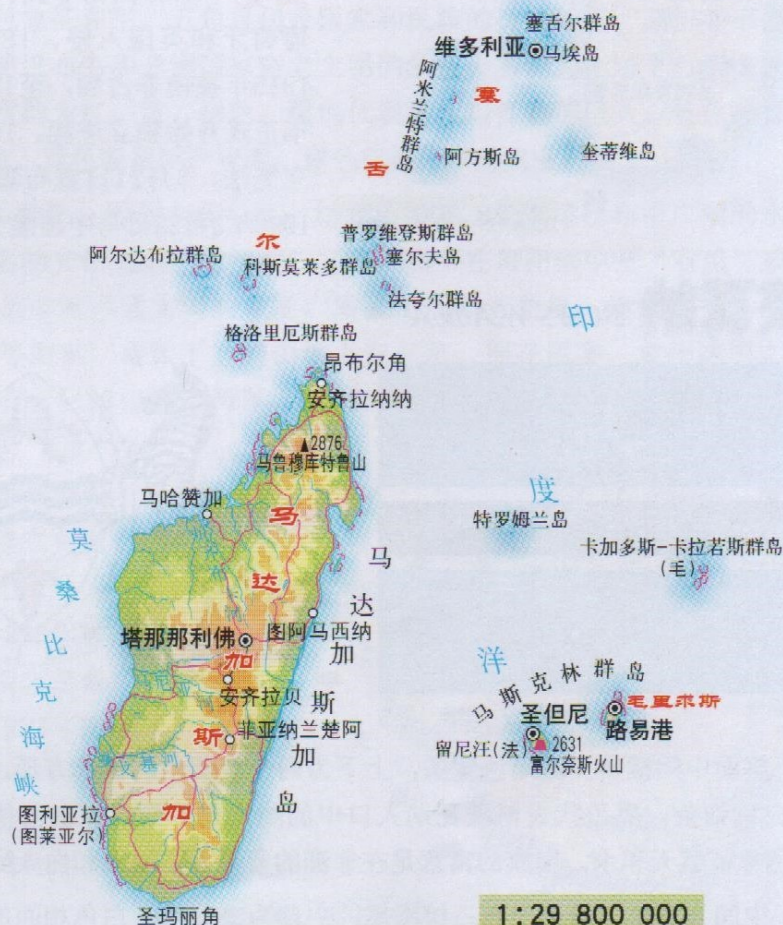 塞舌尔群岛
维多利亚
马埃岛
阿米兰特群岛
塞
舌
尔
阿方斯岛
奎蒂维岛
普罗维登斯群岛
阿尔达布拉群岛
科斯莫莱多群岛
塞尔夫岛
法夸尔群岛
格洛里厄斯群岛
印
度
洋
昂布尔角
安齐拉纳纳
2876
马鲁穆库特鲁山
马哈赞加
特罗姆兰岛
卡加多斯-卡拉若斯群岛
(毛)
莫桑比克海峡
马达加斯加
马达加斯加岛
塔那那利佛
图阿马西纳
安齐拉贝
菲亚纳兰楚阿
马斯克林群岛
圣但尼
毛里求斯
路易港
留尼汪(法)
2631
富尔奈斯火山
图利亚拉
(图莱亚尔)
圣玛丽角
1:29 800 000